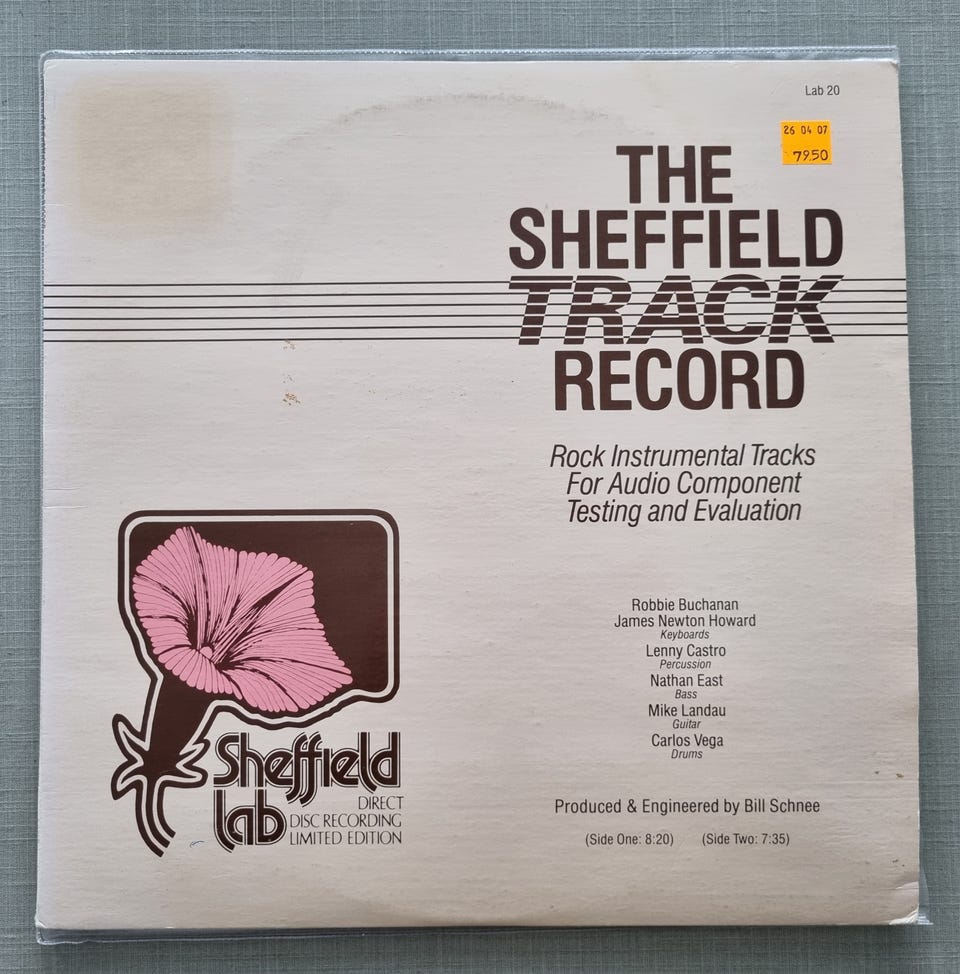 Lab 20
26 04 07
79.50
THE
SHEFFIELD
TRACK
RECORD
Rock Instrumental Tracks
For Audio Component
Testing and Evaluation
Robbie Buchanan
James Newton Howard
Keyboards
Lenny Castro
Percussion
Nathan East
Bass
Mike Landau
Guitar
Carlos Vega
Drums
Produced & Engineered by Bill Schnee
(Side One: 8:20) (Side Two: 7:35)
Sheffield
lab
DIRECT
DISC RECORDING
LIMITED EDITION